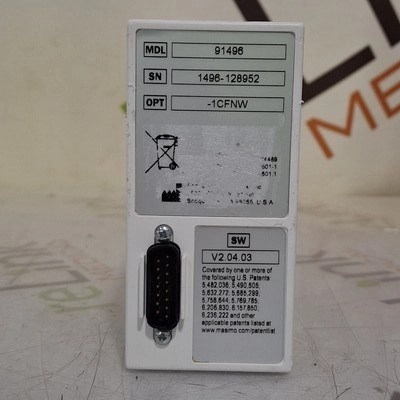 MDL 91496
SN 1496-128952
OPT -1CFNW
U.S.A
SW
V2.04.03
Covered by one or more of
the following U.S. Patents
5,482,036, 5,490,505,
5,632,272, 5,685,299,
5,758,644, 5,769,785,
6,206,830, 6,157,850,
6,236,222 and other
applicable patents listed at
www.masimo.com/patents